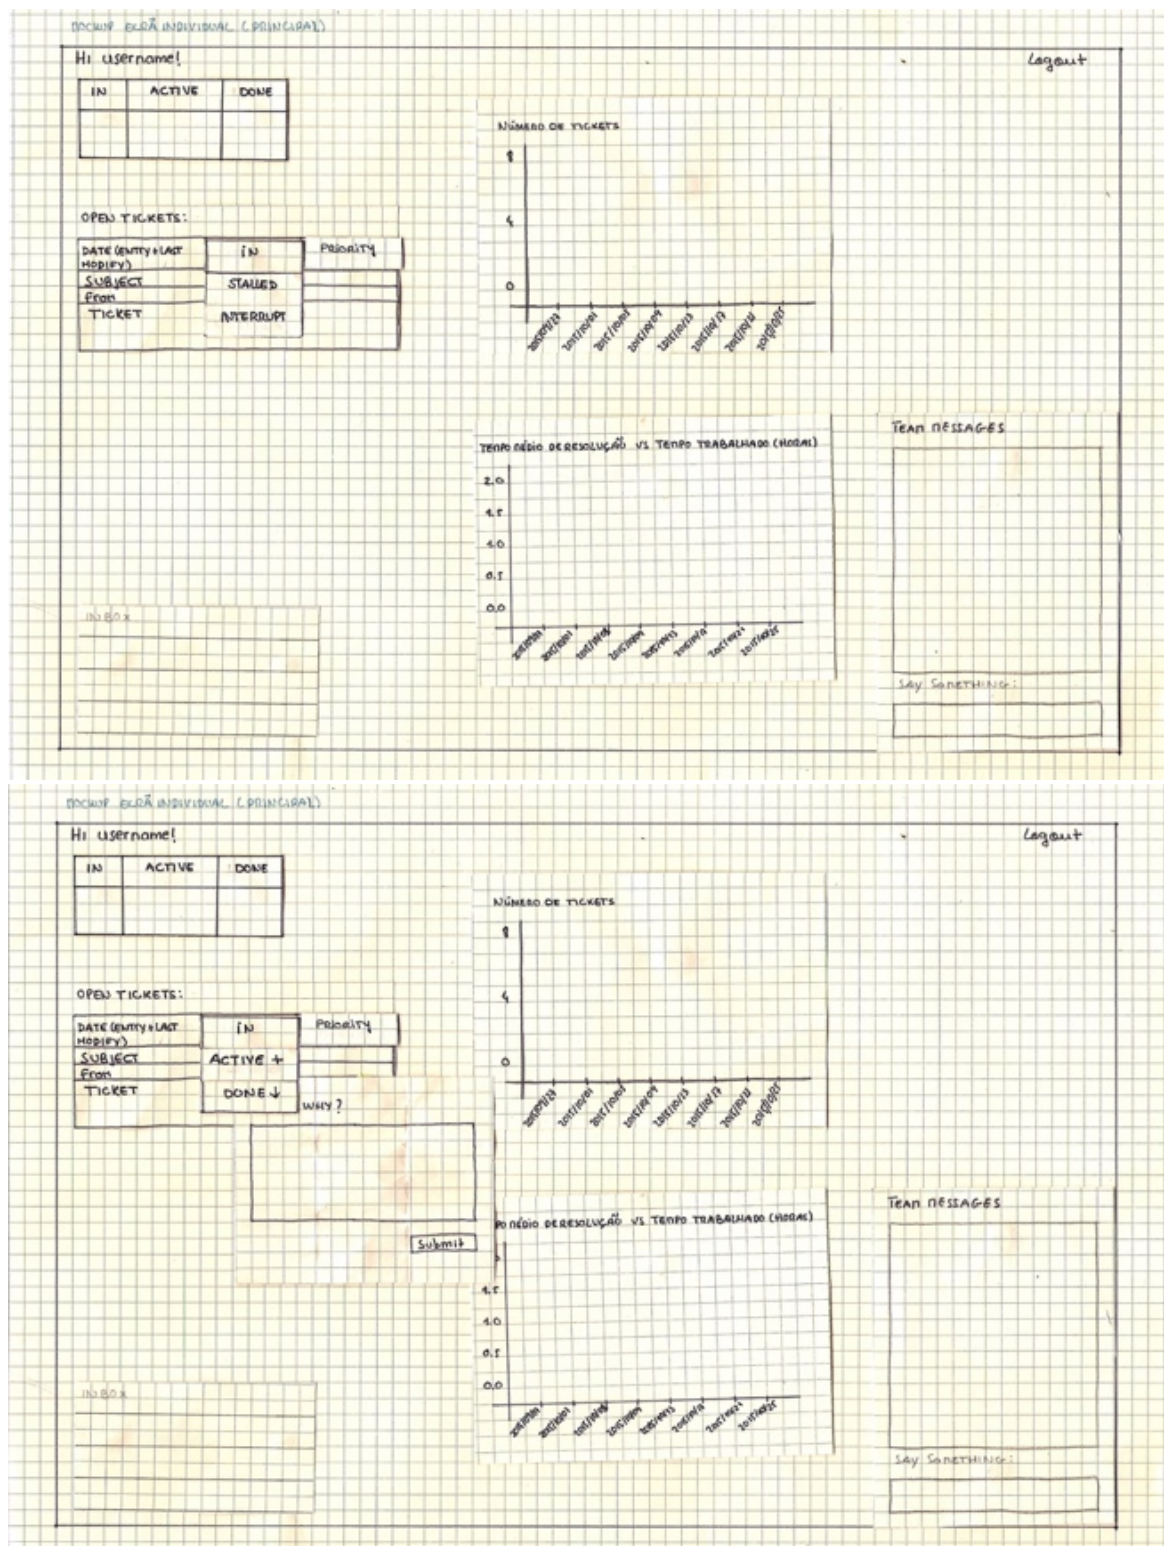 MOCKUP ECRÃ INDIVIDUAL (PRINCIPAL)
Hi username!
Logout
IN ACTIVE DONE
NÚMERO DE TICKETS
8
4
0
OPEN TICKETS:
DATE (ENTRY + LAST MODIFY)
IN
PRIORITY
SUBJECT
STALLED
From
TICKET
INTERRUPT
TEMPO MÉDIO DE RESOLUÇÃO VS TEMPO TRABALHADO (HORAS)
2.0
1.5
1.0
0.5
0.0
TEAM MESSAGES
INBOX
SAY SOMETHING:
MOCKUP ECRÃ INDIVIDUAL (PRINCIPAL)
Hi username!
Logout
IN ACTIVE DONE
NÚMERO DE TICKETS
8
4
0
OPEN TICKETS:
DATE (ENTRY + LAST MODIFY)
IN
PRIORITY
SUBJECT
ACTIVE +
From
TICKET
DONE ↓
WHY?
Submit
PO MÉDIO DE RESOLUÇÃO VS TEMPO TRABALHADO (HORAS)
1.5
1.0
0.5
0.0
TEAM MESSAGES
INBOX
SAY SOMETHING: